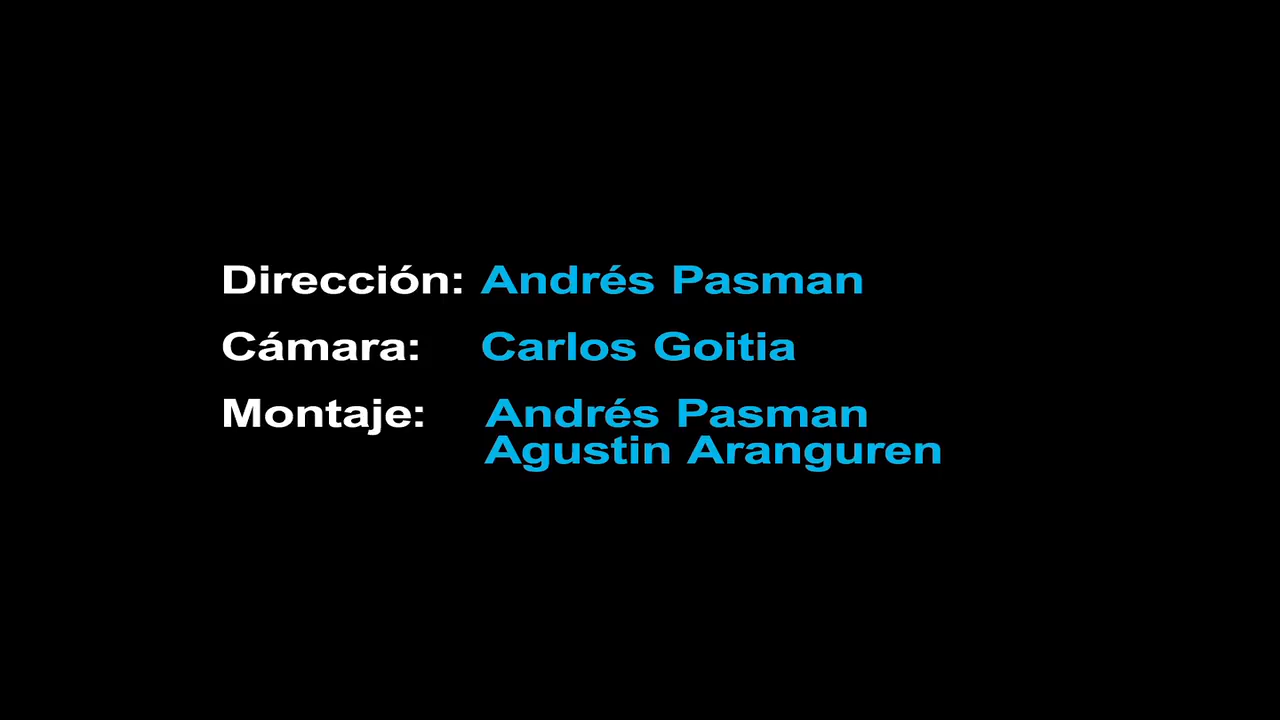 Dirección: Andrés Pasman
Cámara: Carlos Goitia
Montaje: Andrés Pasman
Agustin Aranguren